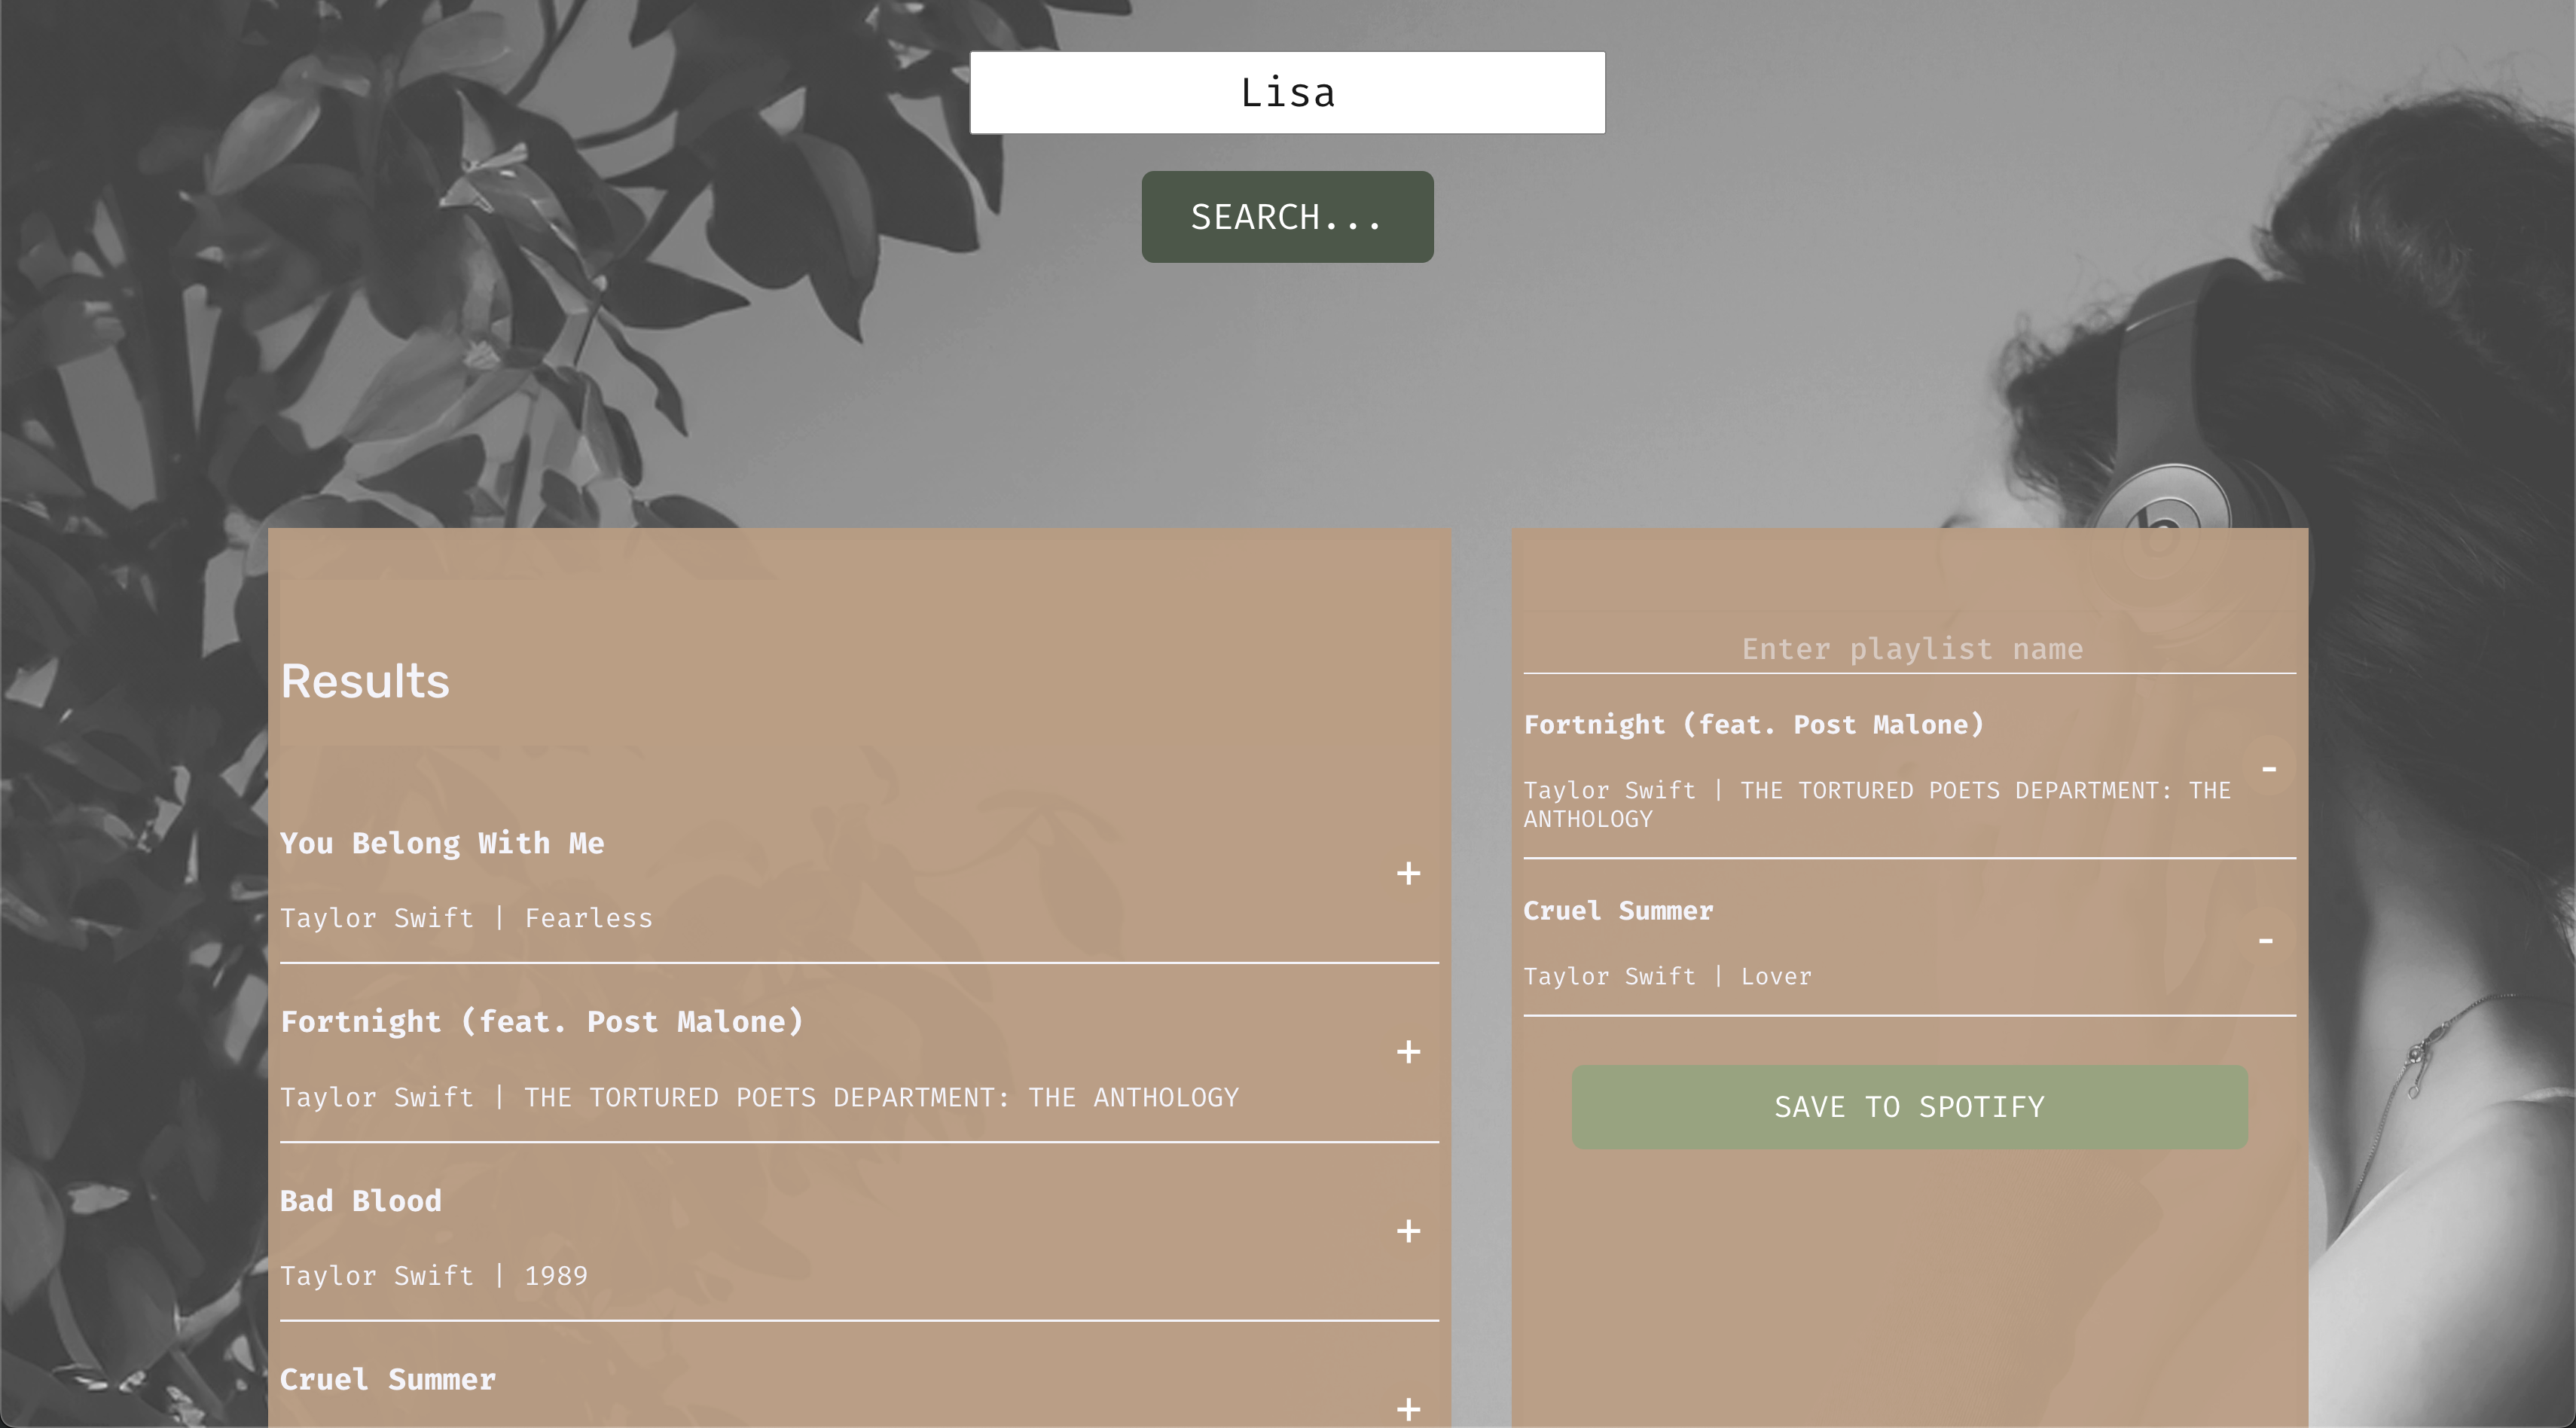 Lisa
SEARCH...
Results
You Belong With Me
+
Taylor Swift | Fearless
Fortnight (feat. Post Malone)
+
Taylor Swift | THE TORTURED POETS DEPARTMENT: THE ANTHOLOGY
Bad Blood
+
Taylor Swift | 1989
Cruel Summer
+
Enter playlist name
Fortnight (feat. Post Malone)
-
Taylor Swift | THE TORTURED POETS DEPARTMENT: THE
ANTHOLOGY
Cruel Summer
-
Taylor Swift | Lover
SAVE TO SPOTIFY